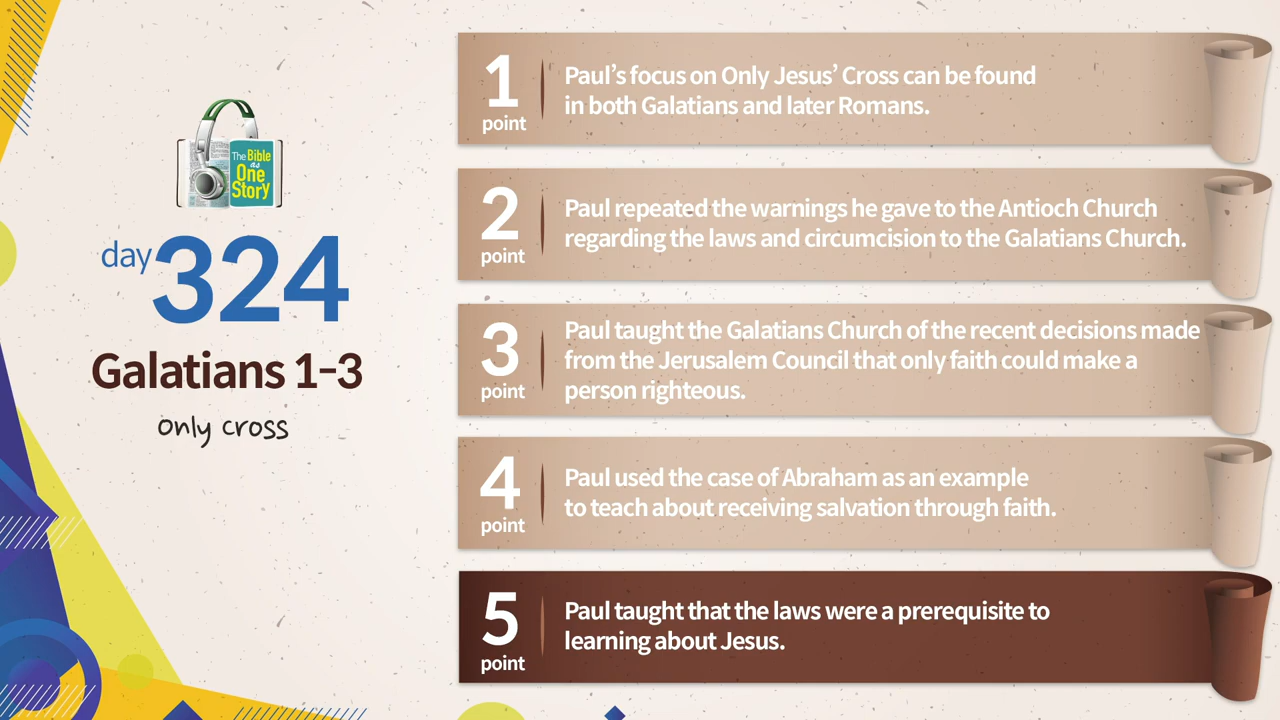 The Bible
as
One
Story
day324
Galatians 1-3
only cross
1
point
Paul's focus on Only Jesus' Cross can be found
in both Galatians and later Romans.
2
point
Paul repeated the warnings he gave to the Antioch Church
regarding the laws and circumcision to the Galatians Church.
3
point
Paul taught the Galatians Church of the recent decisions made
from the Jerusalem Council that only faith could make a
person righteous.
4
point
Paul used the case of Abraham as an example
to teach about receiving salvation through faith.
5
point
Paul taught that the laws were a prerequisite to
learning about Jesus.